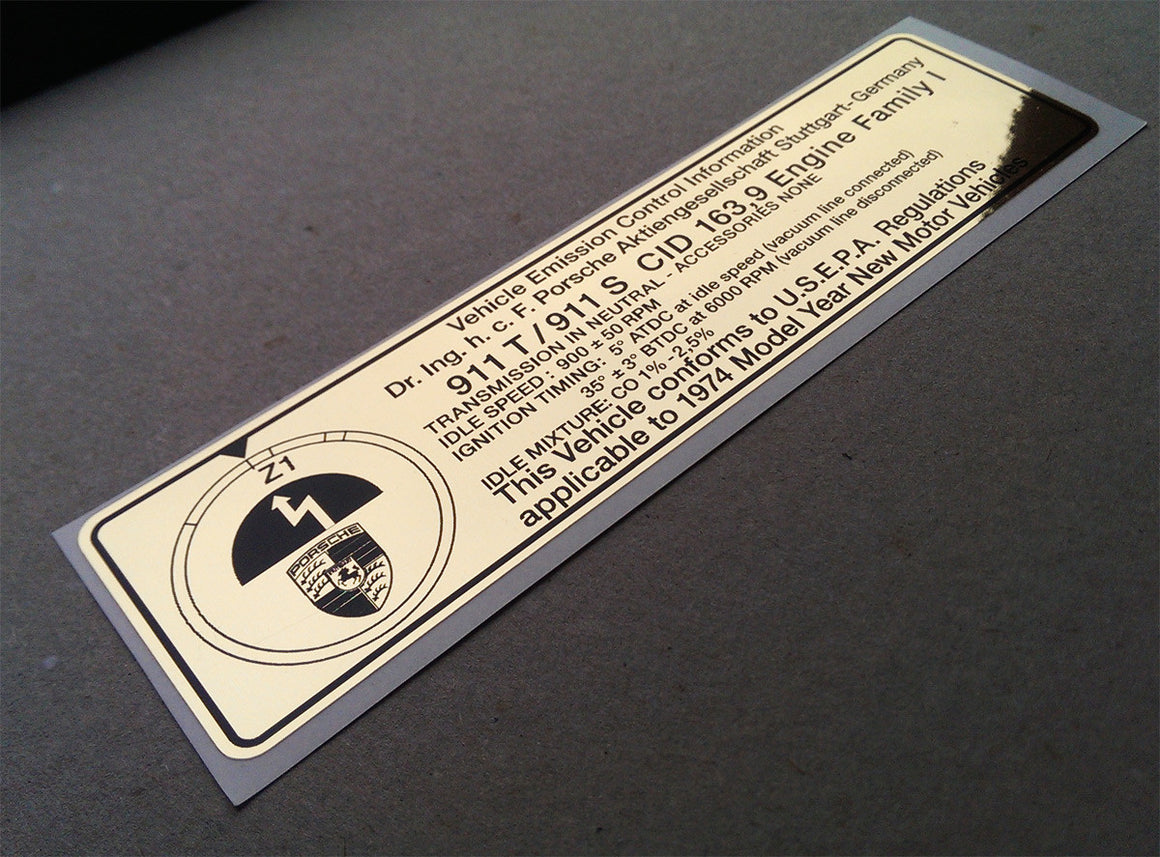 Vehicle Emission Control Information
Dr. Ing. h. c. F. Porsche Aktiengesellschaft Stuttgart-Germany
911 T / 911 S CID 163,9 Engine Family I
TRANSMISSION IN NEUTRAL - ACCESSORIES NONE
IDLE SPEED: 900 ± 50 RPM
IGNITION TIMING: 5° ATDC at idle speed (vacuum line connected)
35° ± 3° BTDC at 6000 RPM (vacuum line disconnected)
IDLE MIXTURE: CO 1% - 2,5%
This Vehicle conforms to U.S.E.P.A. Regulations
applicable to 1974 Model Year New Motor Vehicles
Z1
PORSCHE